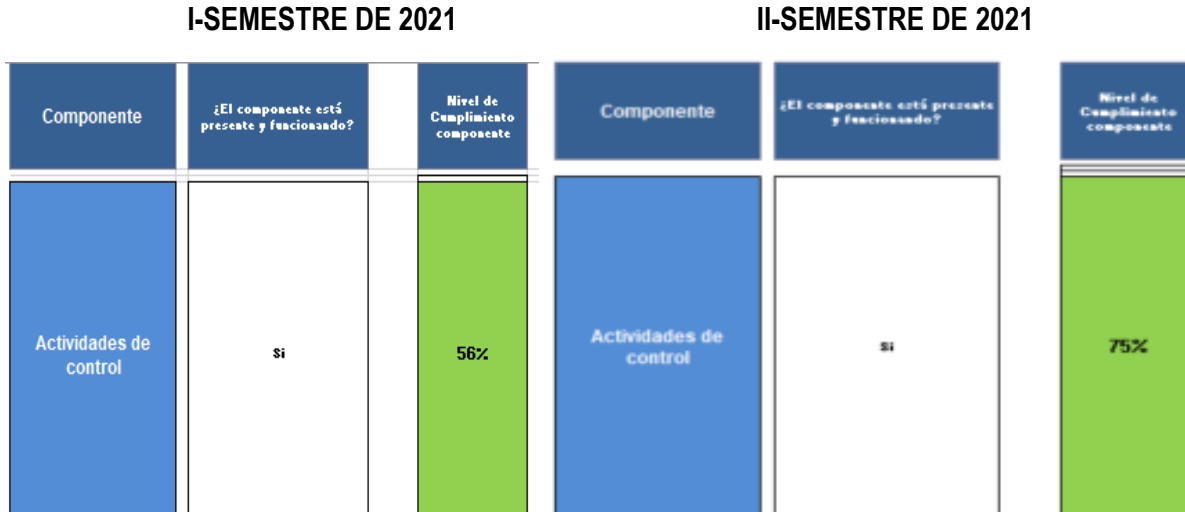 I-SEMESTRE DE 2021
II-SEMESTRE DE 2021
Componente
¿El componente está
presente y funcionando?
Nivel de
Cumplimiento
componente
Componente
¿El componente está presente
y funcionando?
Nivel de
Cumplimiento
componente
Actividades de
control
Si
56%
Actividades de
control
Si
75%